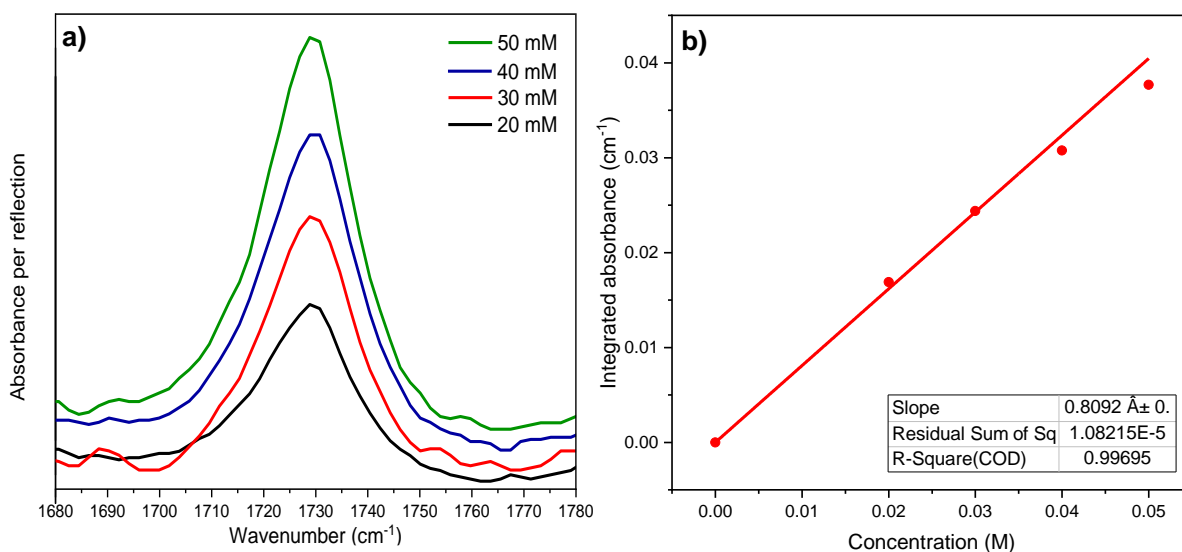 a)
50 mM
40 mM
30 mM
20 mM
Absorbance per reflection
1680 1690 1700 1710 1720 1730 1740 1750 1760 1770 1780
Wavenumber (cm⁻¹)
b)
Integrated absorbance (cm⁻¹)
0.04
0.03
0.02
0.01
0.00
Slope 0.8092 Â± 0.
Residual Sum of Sq 1.08215E-5
R-Square(COD) 0.99695
0.00 0.01 0.02 0.03 0.04 0.05
Concentration (M)